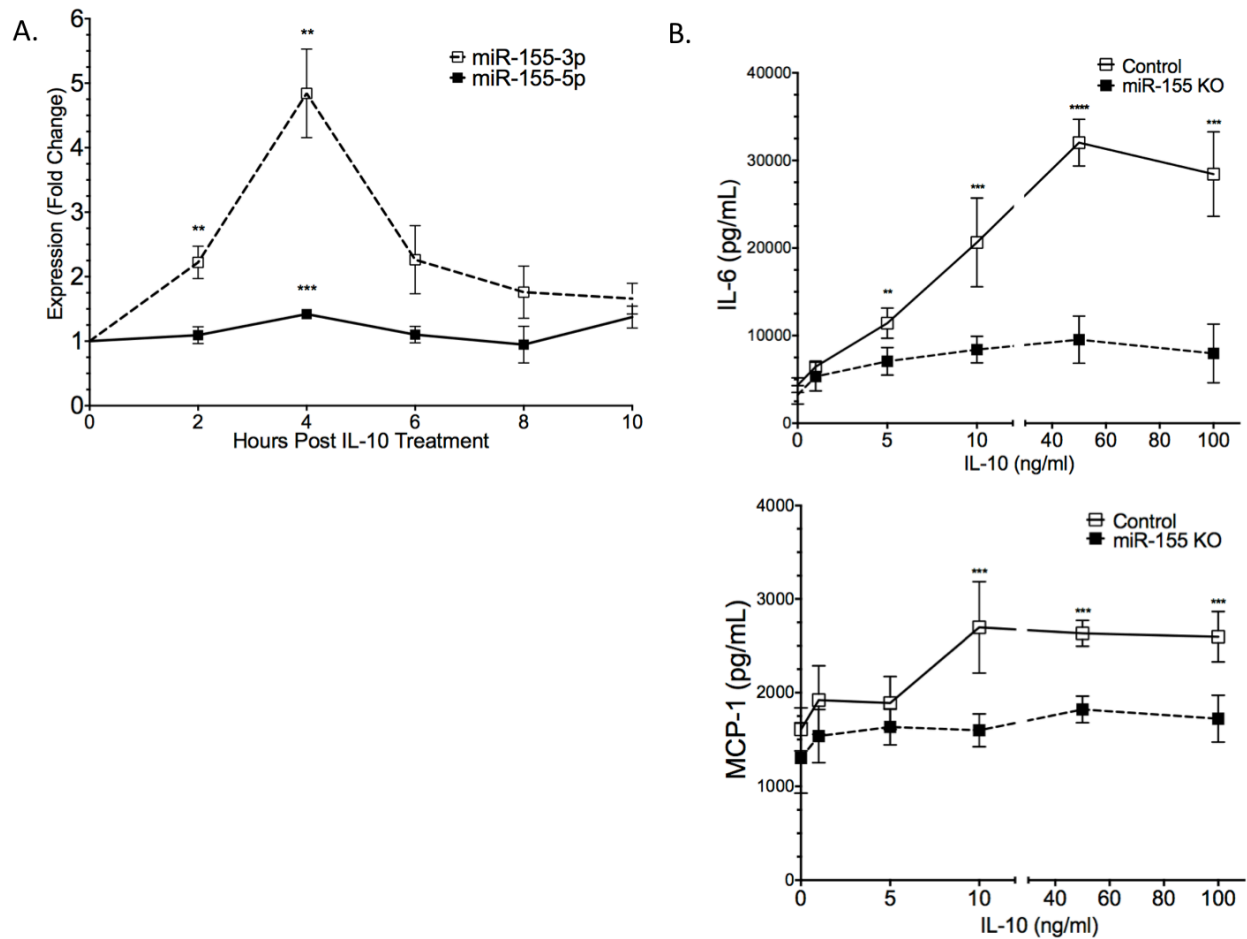 A.
6
5
4
3
2
1
0
Expression (Fold Change)
**
**
***
miR-155-3p
miR-155-5p
0 2 4 6 8 10
Hours Post IL-10 Treatment
B.
40000
30000
20000
10000
0
IL-6 (pg/mL)
Control
miR-155 KO
**
***
****
***
0 5 10 40 60 80 100
IL-10 (ng/ml)
4000
3000
2000
1000
0
MCP-1 (pg/mL)
Control
miR-155 KO
***
***
***
0 5 10 40 60 80 100
IL-10 (ng/ml)